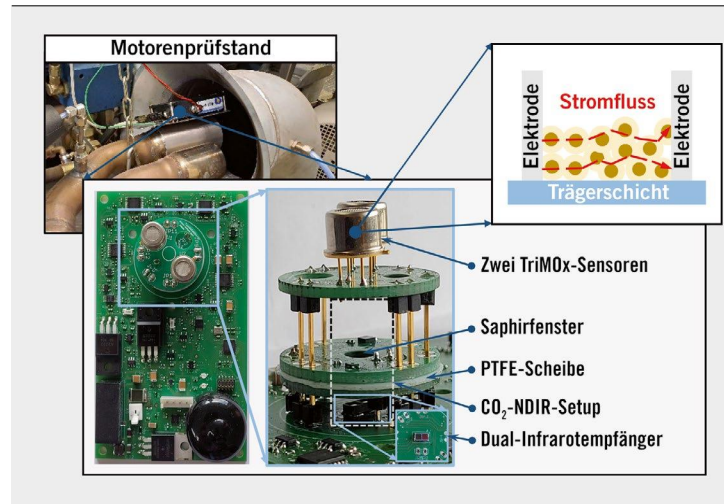 Motorenprüfstand
Elektrode
Stromfluss
Elektrode
Trägerschicht
Zwei TriMOx-Sensoren
Saphirfenster
PTFE-Scheibe
CO₂-NDIR-Setup
Dual-Infrarotempfänger